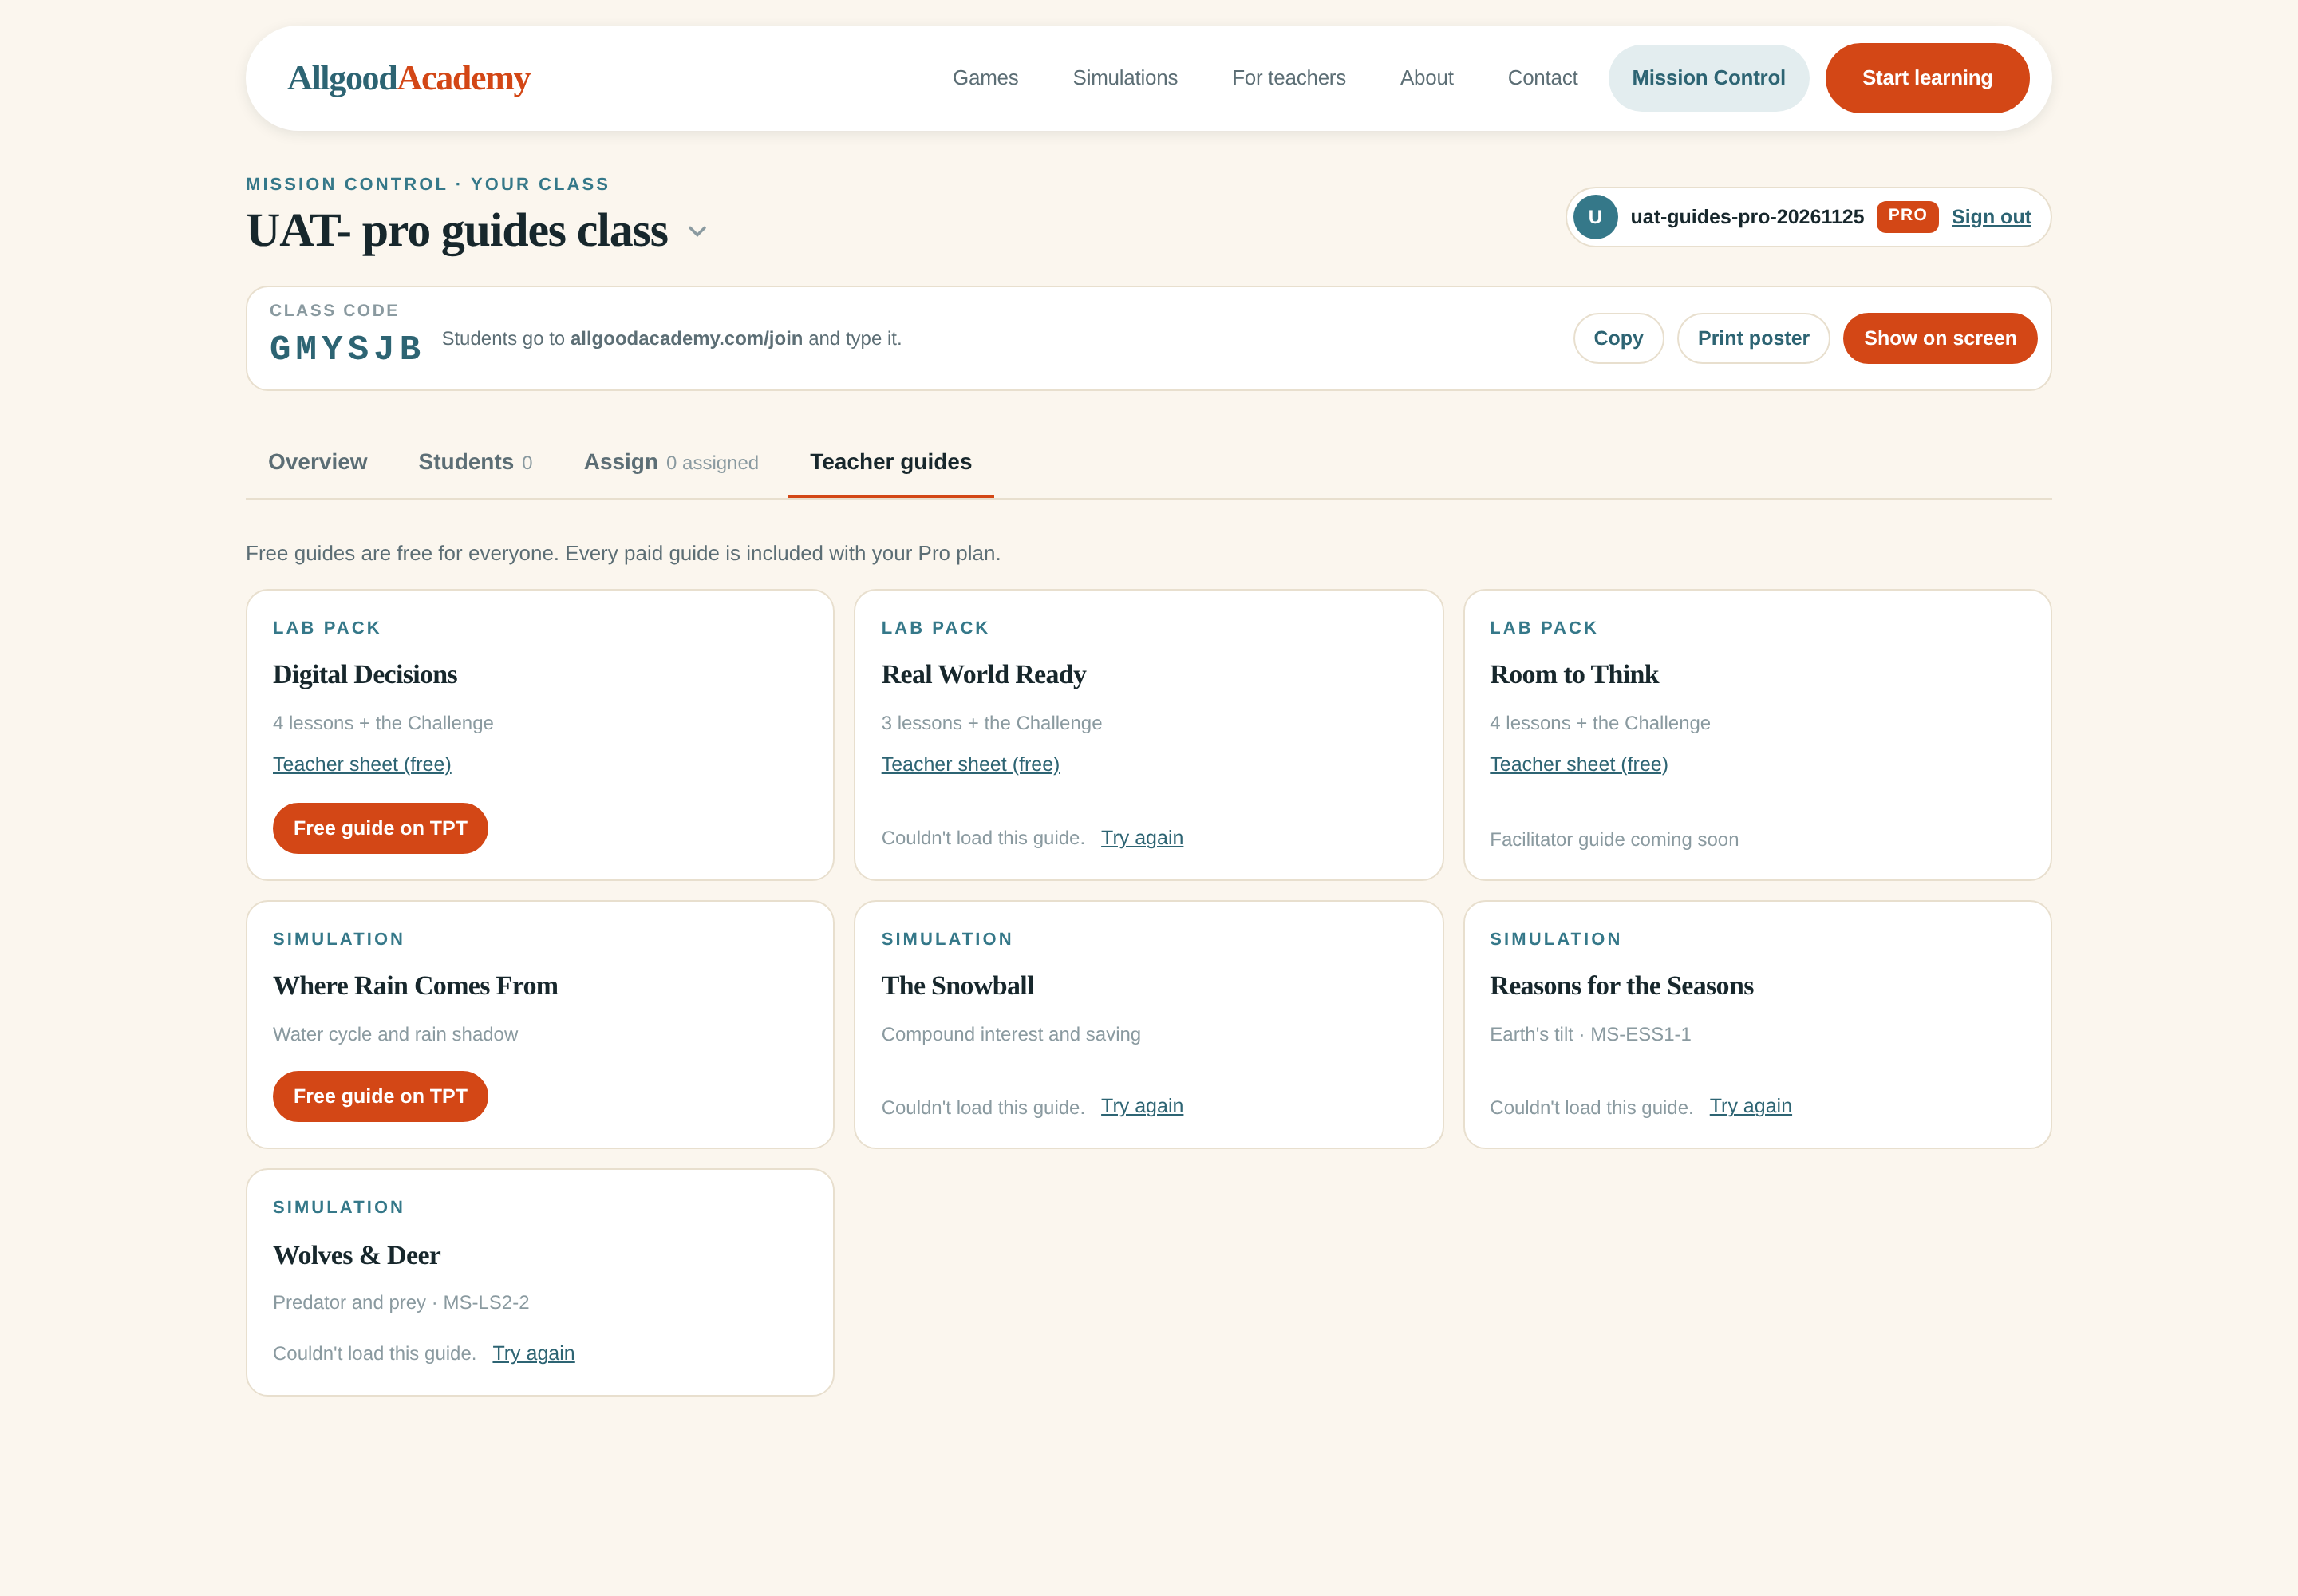 AllgoodAcademy
Games Simulations For teachers About Contact Mission Control Start learning
MISSION CONTROL · YOUR CLASS
UAT- pro guides class
U uat-guides-pro-20261125 PRO Sign out
CLASS CODE
GMYSJB
Students go to allgoodacademy.com/join and type it.
Copy Print poster Show on screen
Overview Students 0 Assign 0 assigned Teacher guides
Free guides are free for everyone. Every paid guide is included with your Pro plan.
LAB PACK
Digital Decisions
4 lessons + the Challenge
Teacher sheet (free)
Free guide on TPT
LAB PACK
Real World Ready
3 lessons + the Challenge
Teacher sheet (free)
Couldn't load this guide. Try again
LAB PACK
Room to Think
4 lessons + the Challenge
Teacher sheet (free)
Facilitator guide coming soon
SIMULATION
Where Rain Comes From
Water cycle and rain shadow
Free guide on TPT
SIMULATION
The Snowball
Compound interest and saving
Couldn't load this guide. Try again
SIMULATION
Reasons for the Seasons
Earth's tilt · MS-ESS1-1
Couldn't load this guide. Try again
SIMULATION
Wolves & Deer
Predator and prey · MS-LS2-2
Couldn't load this guide. Try again